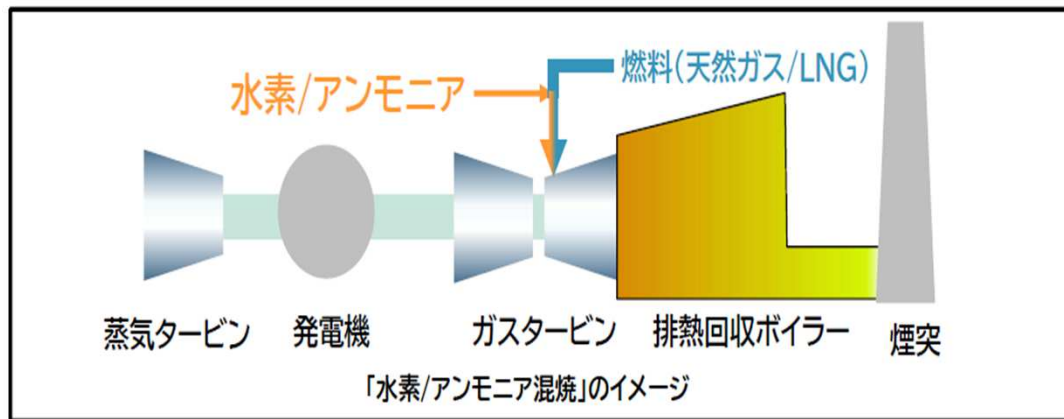 燃料(天然ガス/LNG)
水素/アンモニア
蒸気タービン
発電機
ガスタービン
排熱回収ボイラー
煙突
「水素/アンモニア混焼」のイメージ